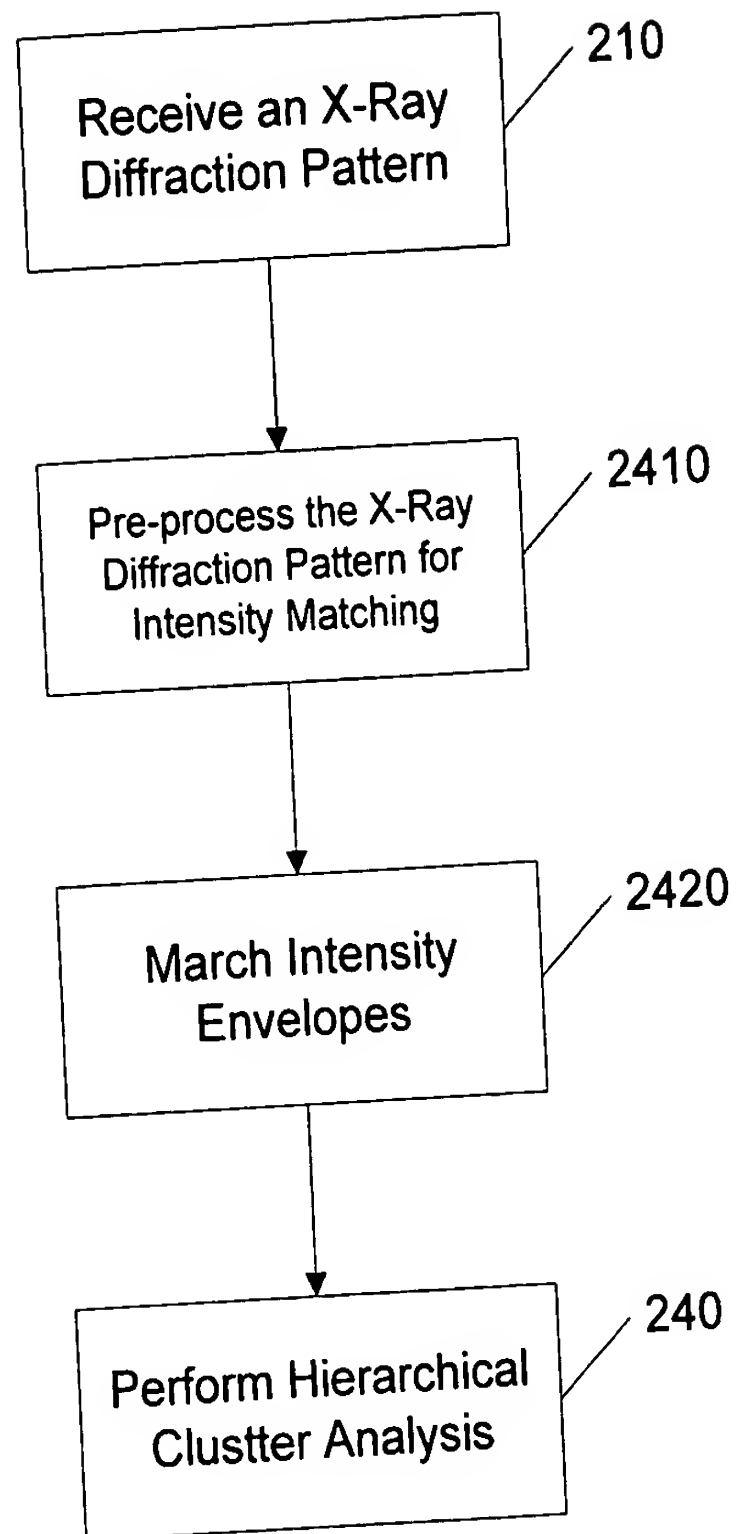 210
Receive an X-Ray
Diffraction Pattern
2410
Pre-process the X-Ray
Diffraction Pattern for
Intensity Matching
2420
March Intensity
Envelopes
240
Perform Hierarchical
Clustter Analysis